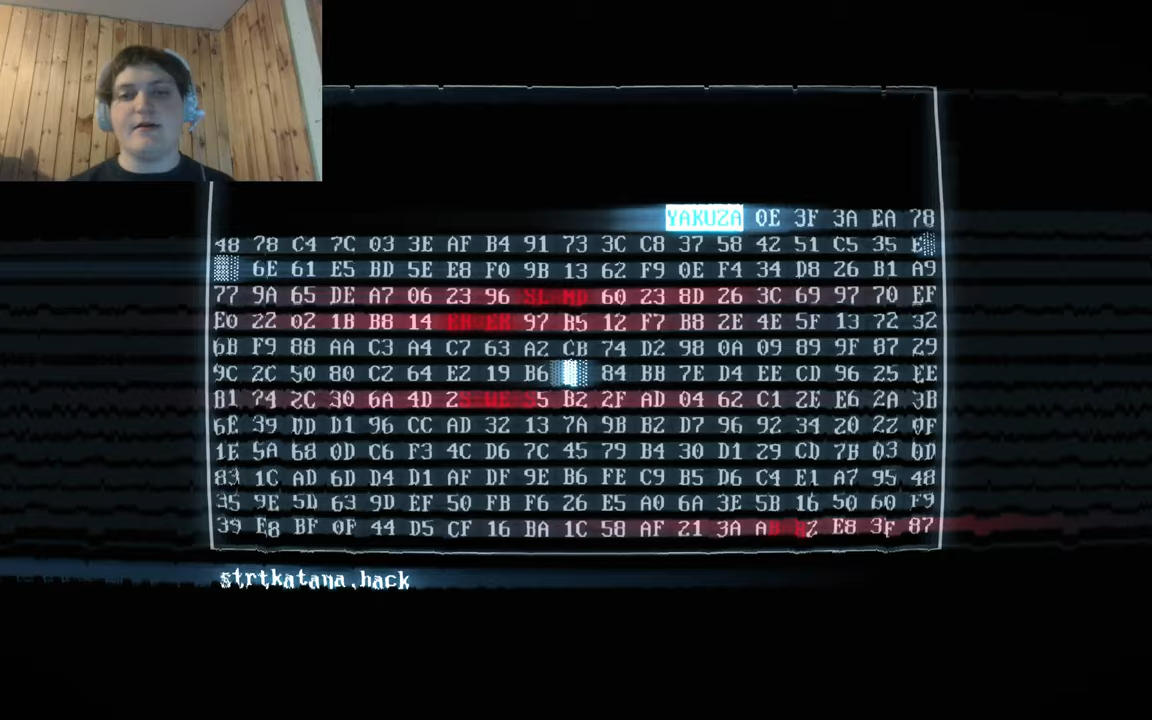 YAKUZA 0E 3F 3A EA 78
48 78 C4 7C 03 3E AF B4 91 73 3C C8 37 58 42 51 C5 35
6E 61 E5 BD 5E E8 F0 9B 13 62 F9 0E F4 34 D8 26 B1 A9
77 9A 65 DE A7 06 23 96 60 23 8D 26 3C 69 97 70 EF
E0 22 02 1B B8 14 97 B5 12 F7 B8 2E 4E 5F 13 72 32
6B F9 88 AA C3 A4 C7 63 A2 CB 74 D2 98 0A 09 89 9F 87 29
9C 2C 50 80 C2 64 E2 19 B6 84 BB 7E D4 EE CD 96 25 EE
81 74 2C 30 6A 4D B2 2F AD 04 62 C1 2E E6 2A 3B
6E 39 DD D1 96 CC AD 32 13 7A 9B B2 D7 96 92 34 20 22 0F
1E 5A 68 0D C6 F3 4C D6 7C 45 79 B4 30 D1 29 CD 7B 03 0D
83 1C AD 6D D4 D1 AF DF 9E B6 FE C9 B5 D6 C4 E1 A7 95 48
35 9E 5D 63 9D EF 50 FB F6 26 E5 A0 6A 3E 5B 16 50 60 F9
39 E8 BF 0F 44 D5 CF 16 BA 1C 58 AF 21 3A E8 3F 87
strtkatana.hack